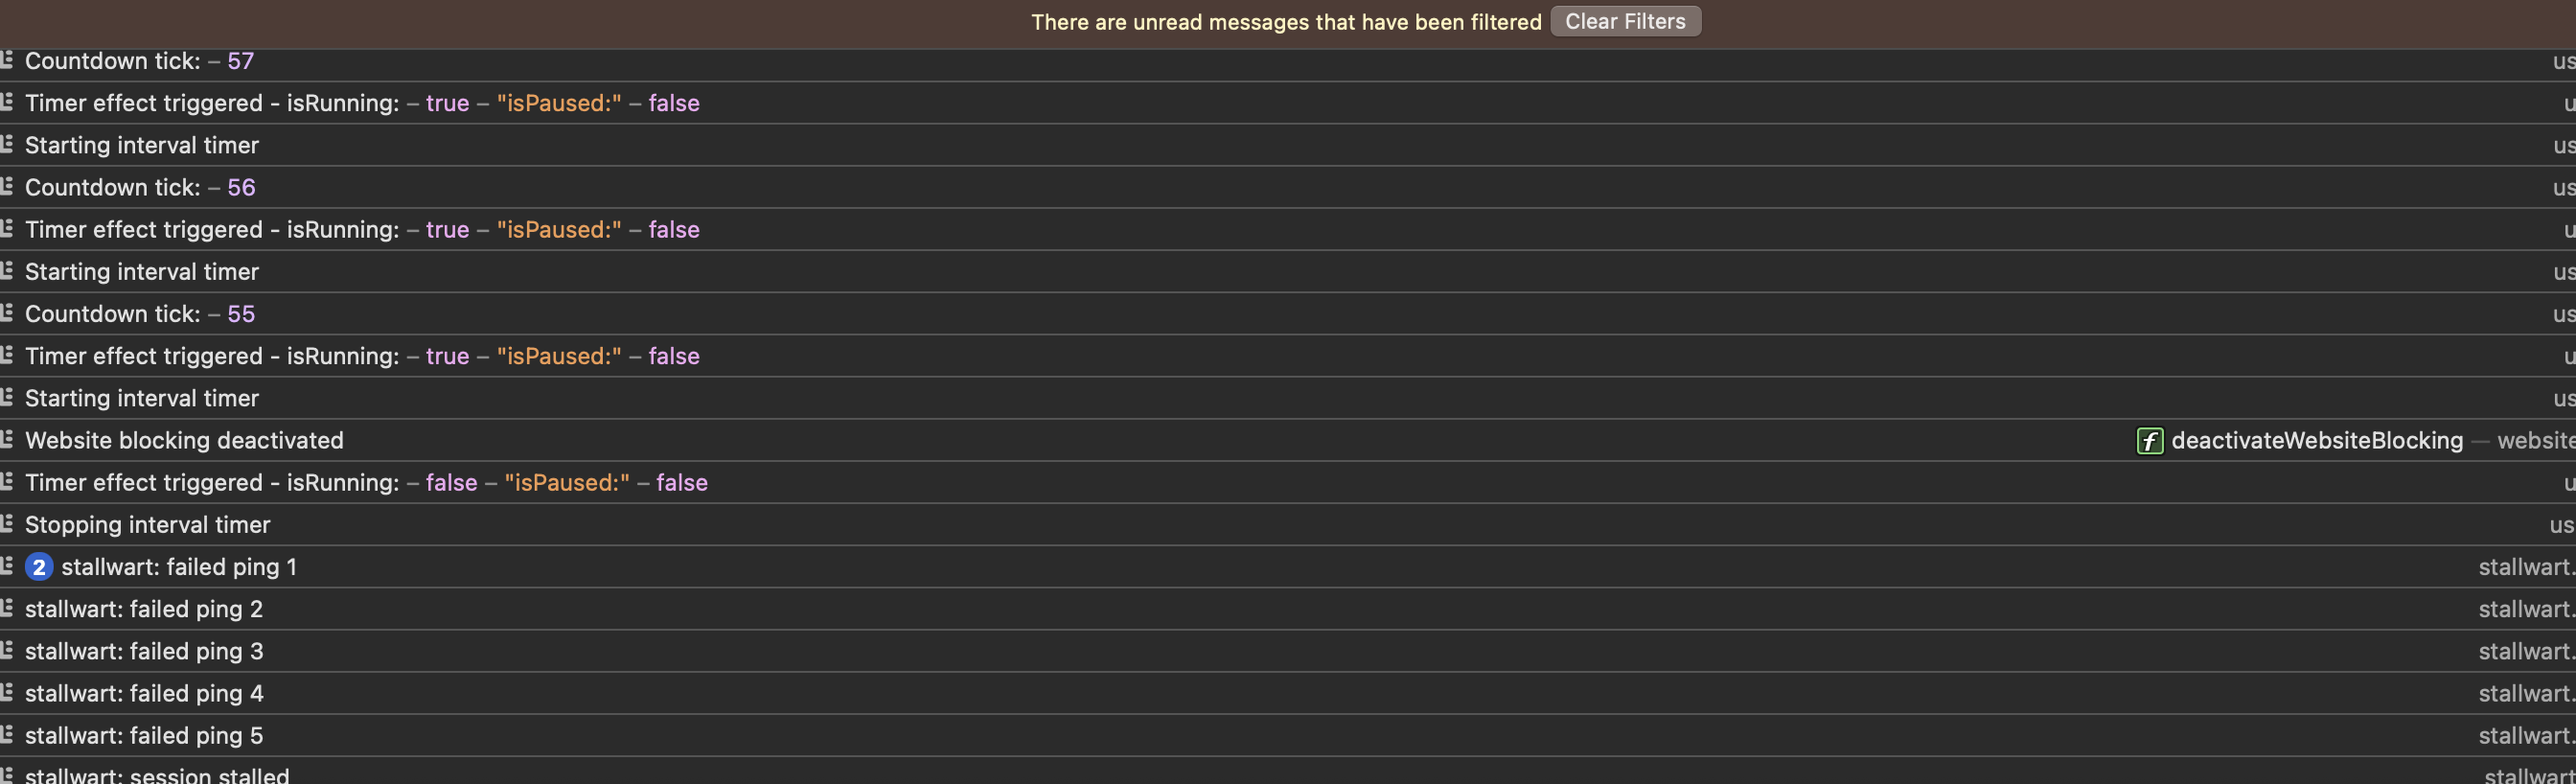 There are unread messages that have been filtered Clear Filters
Countdown tick: – 57 us
Timer effect triggered - isRunning: – true – "isPaused:" – false u
Starting interval timer us
Countdown tick: – 56 us
Timer effect triggered - isRunning: – true – "isPaused:" – false u
Starting interval timer us
Countdown tick: – 55 us
Timer effect triggered - isRunning: – true – "isPaused:" – false u
Starting interval timer us
Website blocking deactivated f deactivateWebsiteBlocking — website
Timer effect triggered - isRunning: – false – "isPaused:" – false u
Stopping interval timer us
2 stallwart: failed ping 1 stallwart.
stallwart: failed ping 2 stallwart.
stallwart: failed ping 3 stallwart.
stallwart: failed ping 4 stallwart.
stallwart: failed ping 5 stallwart.
stallwart: session stalled stallwart